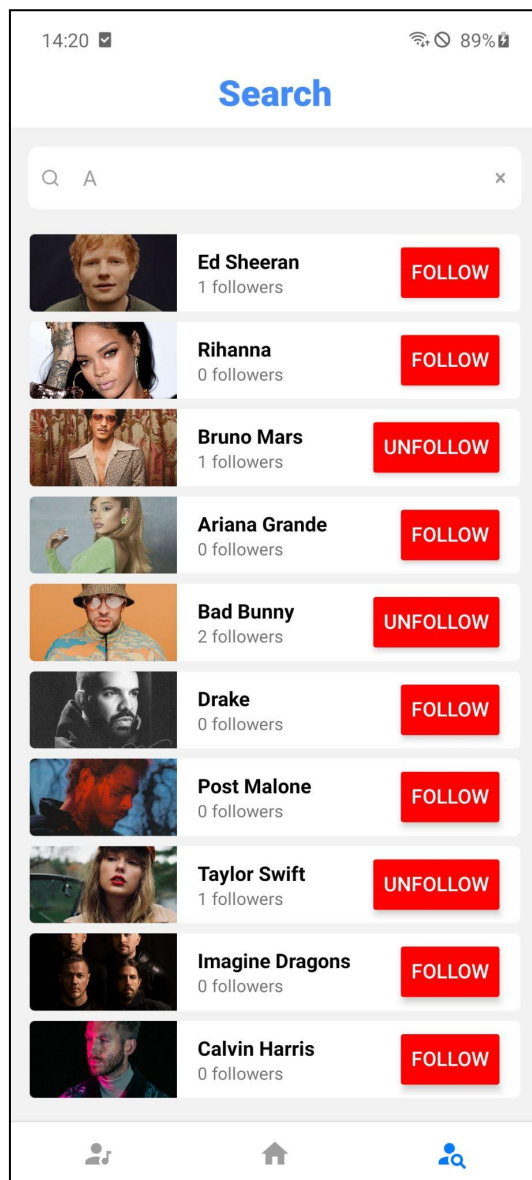 14:20
89%
Search
A
Ed Sheeran
1 followers
FOLLOW
Rihanna
0 followers
FOLLOW
Bruno Mars
1 followers
UNFOLLOW
Ariana Grande
0 followers
FOLLOW
Bad Bunny
2 followers
UNFOLLOW
Drake
0 followers
FOLLOW
Post Malone
0 followers
FOLLOW
Taylor Swift
1 followers
UNFOLLOW
Imagine Dragons
0 followers
FOLLOW
Calvin Harris
0 followers
FOLLOW